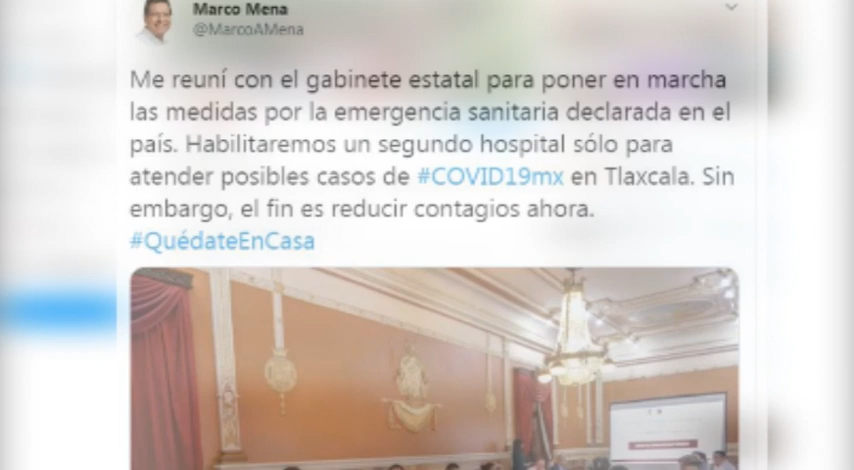 Marco Mena
@MarcoAMena
Me reuní con el gabinete estatal para poner en marcha
las medidas por la emergencia sanitaria declarada en el
país. Habilitaremos un segundo hospital sólo para
atender posibles casos de #COVID19mx en Tlaxcala. Sin
embargo, el fin es reducir contagios ahora.
#QuédateEnCasa